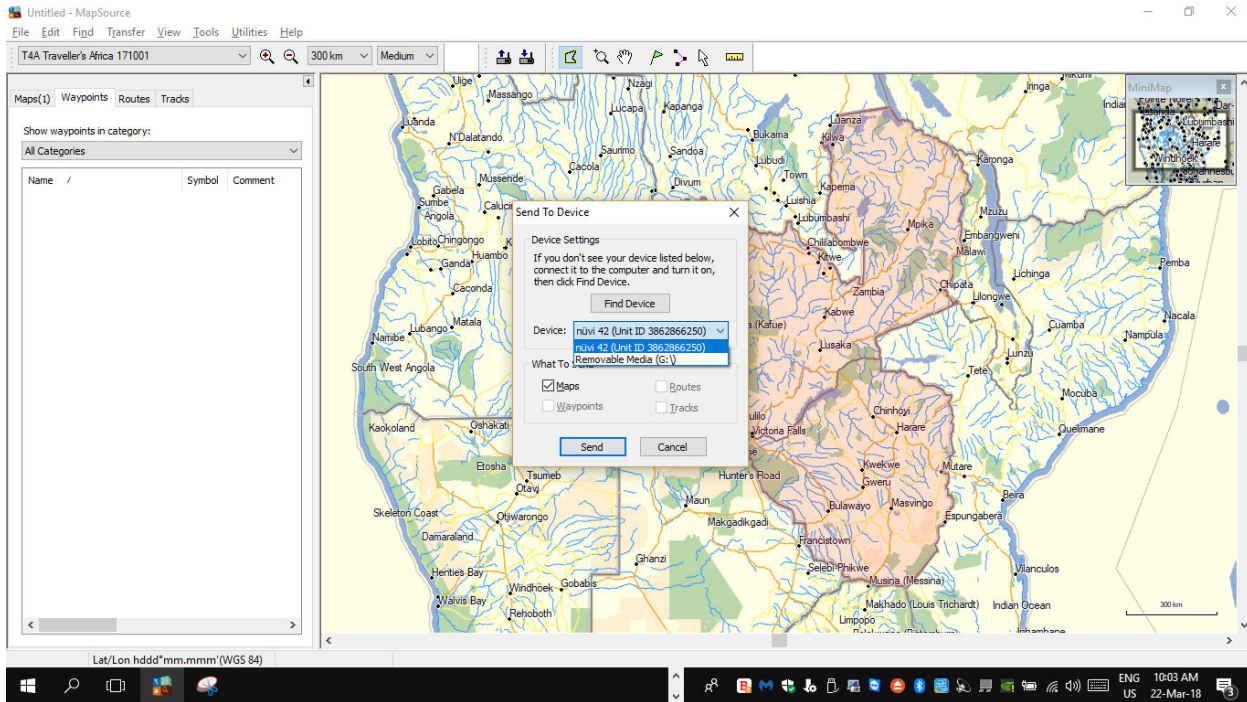 Untitled - MapSource
File Edit Find Transfer View Tools Utilities Help
T4A Traveller's Africa 171001
300 km
Medium
Maps(1) Waypoints Routes Tracks
Show waypoints in category:
All Categories
Name / Symbol Comment
Send To Device
Device Settings
If you don't see your device listed below,
connect it to the computer and turn it on,
then click Find Device.
Find Device
Device: nüvi 42 (Unit ID 3862866250)
nüvi 42 (Unit ID 3862866250)
Removable Media (G:\)
What To Send
Maps Routes
Waypoints Tracks
Send Cancel
MiniMap
Lubumbashi
Harare
Windhoek
Uige
Massango
Nzagi
Iringa
Luanda
Lucapa
Kapanga
Luanza
N'Dalatando
Bukama
Kilwa
Saurimo
Sandoa
Karonga
Cacola
Lubudi
Mussende
Divum
Town
Kapema
Gabela
Luishia
Sumbe
Angola
Lubumbashi
Mpika
Mzuzu
Embangweni
Lobito
Chingongo
Chililabombwe
Malawi
Ganda
Huambo
Kitwe
Pemba
Lichinga
Caconda
Zambia
Chipata
Lilongwe
Kabwe
Nacala
Namibe
Lubango
Matala
(Kafue)
Cuamba
Nampula
Lusaka
Lunzu
South West Angola
Tete
Mocuba
Kaokoland
Oshakati
Chinhoyi
Victoria Falls
Harare
Quelimane
Etosha
Tsumeb
Hunter's Road
Kwekwe
Mutare
Otavi
Gweru
Skeleton Coast
Otjiwarongo
Maun
Bulawayo
Masvingo
Beira
Makgadikgadi
Espungabera
Damaraland
Francistown
Ghanzi
Henties Bay
Selebi-Phikwe
Vilanculos
Windhoek
Gobabis
Musina (Messina)
Walvis Bay
Rehoboth
Makhado (Louis Trichardt)
Indian Ocean
300 km
Limpopo
Inhambane
Lat/Lon hddd°mm.mmm'(WGS 84)
ENG 10:03 AM
US 22-Mar-18
3